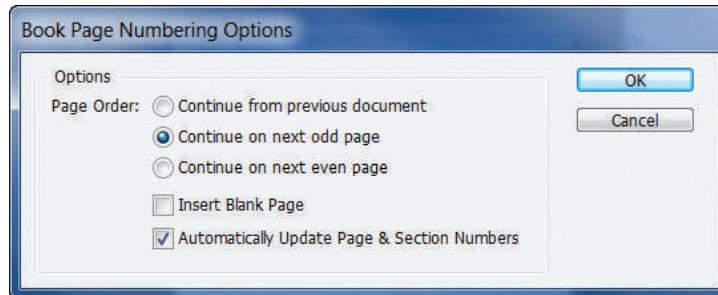 Book Page Numbering Options
Options
OK
Page Order: Continue from previous document
Cancel
Continue on next odd page
Continue on next even page
Insert Blank Page
Automatically Update Page & Section Numbers